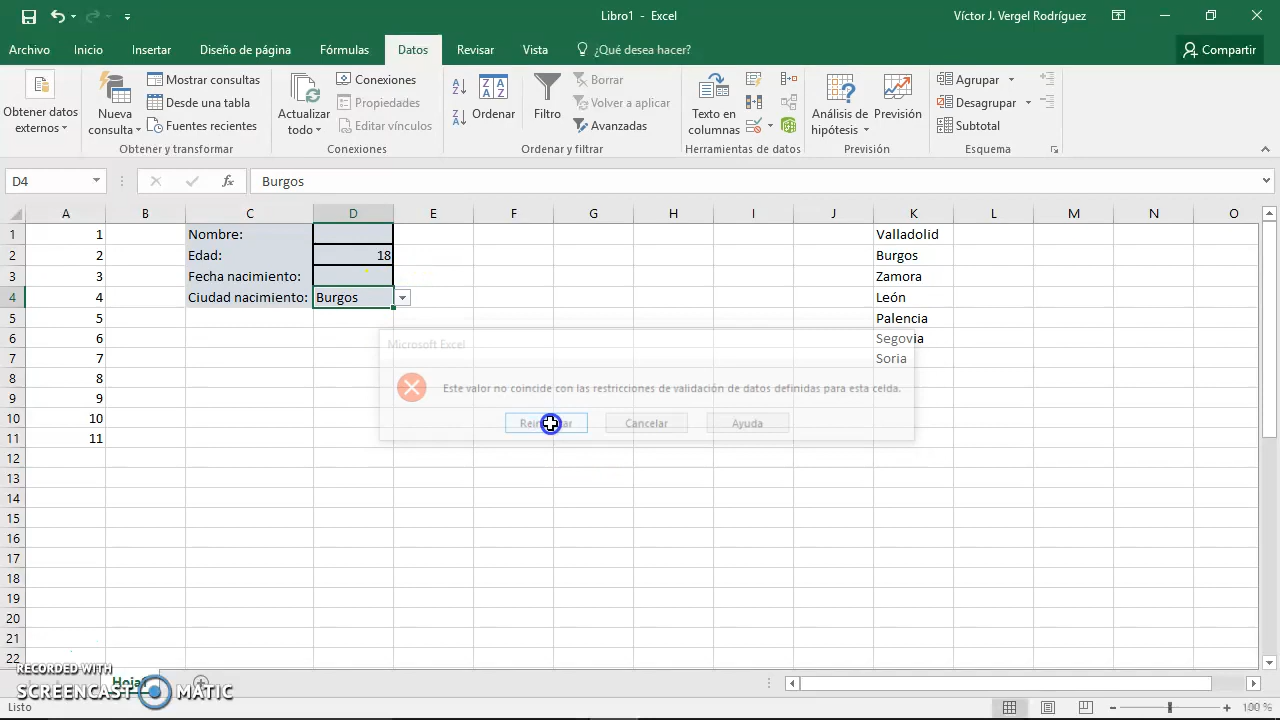 Libro1 - Excel
Víctor J. Vergel Rodríguez
Archivo Inicio Insertar Diseño de página Fórmulas Datos Revisar Vista ¿Qué desea hacer? Compartir
Obtener datos externos
Nueva consulta
Mostrar consultas
Desde una tabla
Fuentes recientes
Obtener y transformar
Actualizar todo
Conexiones
Propiedades
Editar vínculos
Conexiones
Ordenar
Filtro
Borrar
Volver a aplicar
Avanzadas
Ordenar y filtrar
Texto en columnas
Herramientas de datos
Análisis de hipótesis
Previsión
Previsión
Agrupar
Desagrupar
Subtotal
Esquema
D4 fx Burgos
A B C D E F G H I J K L M N O
1 1 Nombre: Valladolid
2 2 Edad: 18 Burgos
3 3 Fecha nacimiento: Zamora
4 4 Ciudad nacimiento: Burgos León
5 5 Palencia
6 6 Segovia
7 7 Soria
8 8
9 9
10 10
11 11
12
13
14
15
16
17
18
19
20
21
22
Microsoft Excel
Este valor no coincide con las restricciones de validación de datos definidas para esta celda.
Cancelar Ayuda
RECORDED WITH
SCREENCAST MATIC
Listo
100 %